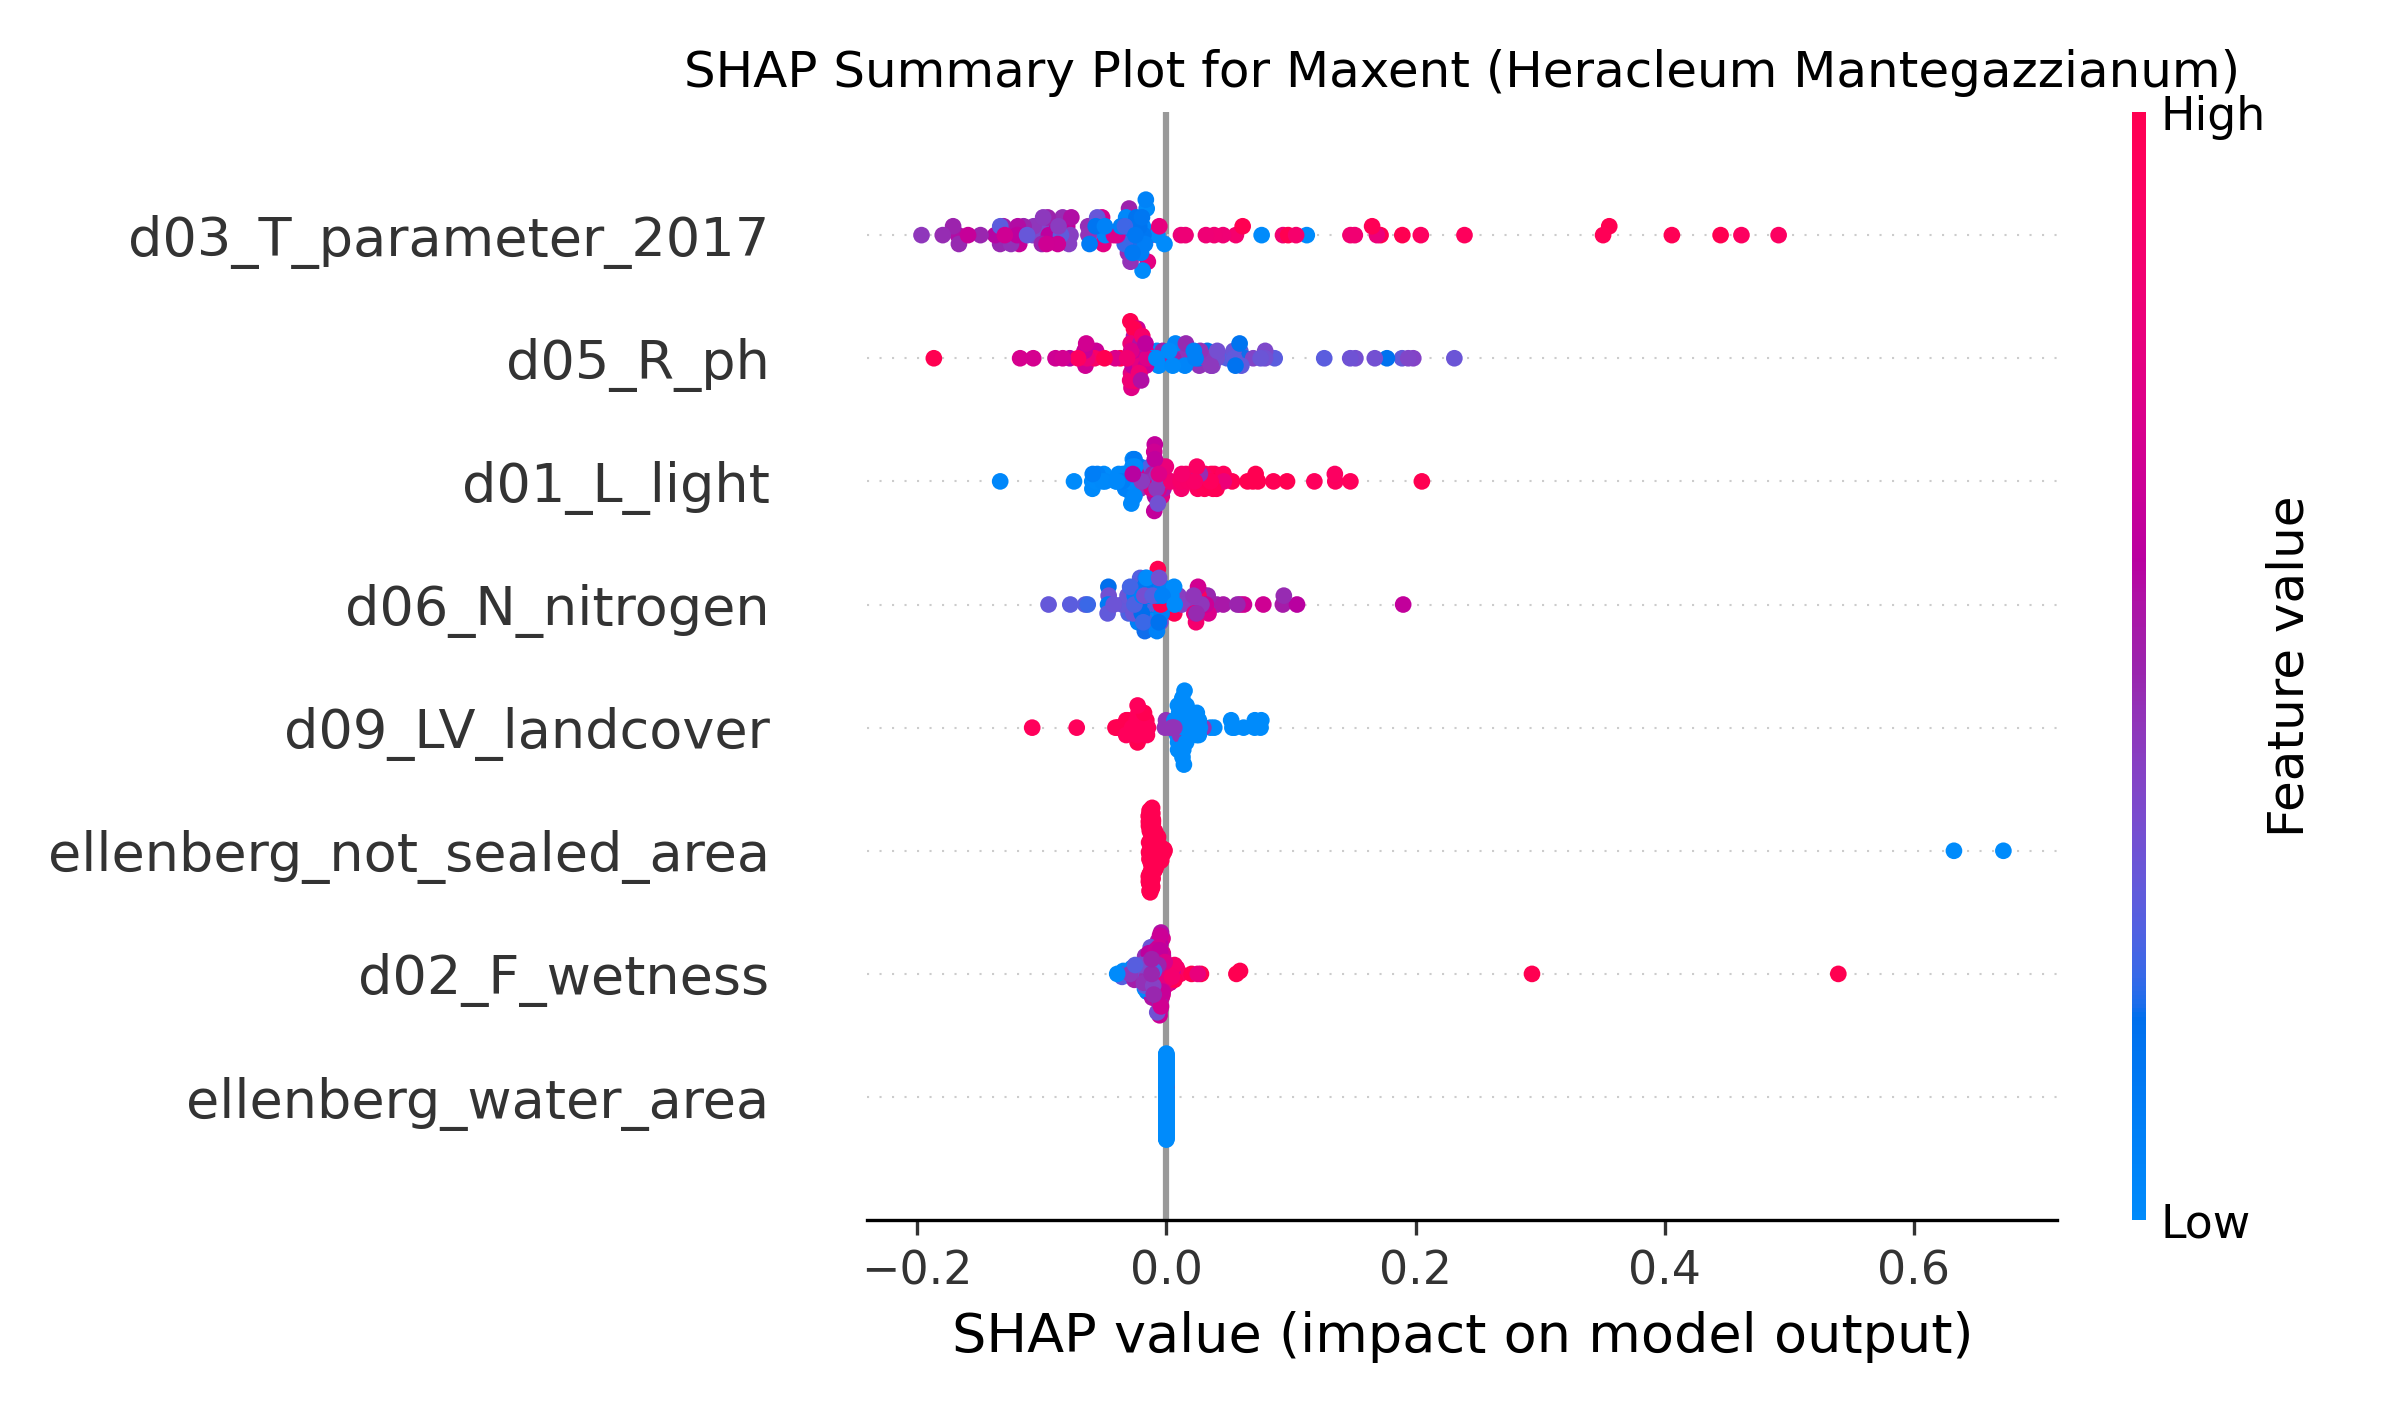 SHAP Summary Plot for Maxent (Heracleum Mantegazzianum)
High
d03_T_parameter_2017
d05_R_ph
d01_L_light
d06_N_nitrogen
d09_LV_landcover
ellenberg_not_sealed_area
d02_F_wetness
ellenberg_water_area
Feature value
Low
−0.2 0.0 0.2 0.4 0.6
SHAP value (impact on model output)